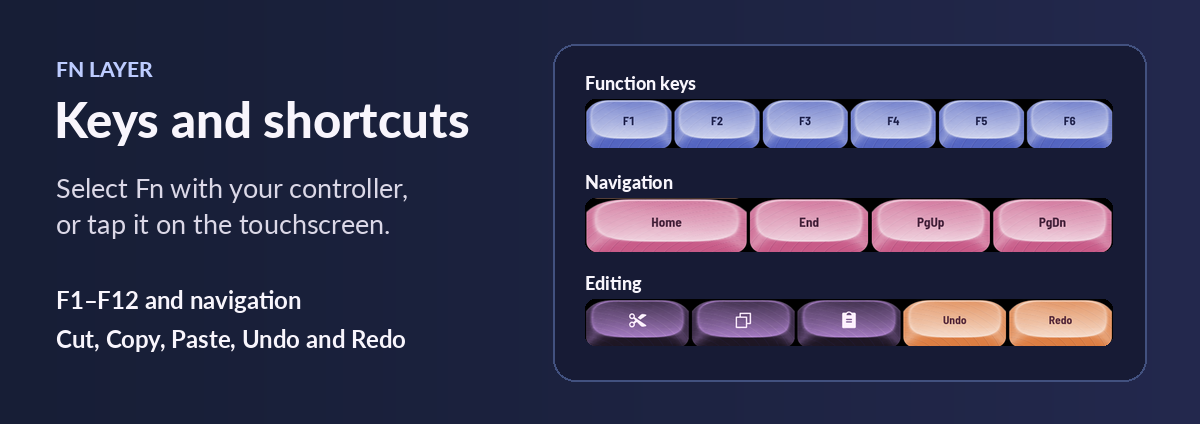 FN LAYER
Keys and shortcuts
Select Fn with your controller,
or tap it on the touchscreen.
F1–F12 and navigation
Cut, Copy, Paste, Undo and Redo
Function keys
F1 F2 F3 F4 F5 F6
Navigation
Home End PgUp PgDn
Editing
Undo Redo